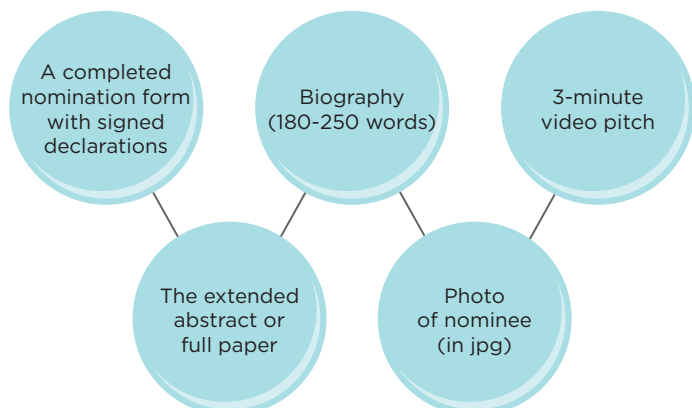 A completed
nomination form
with signed
declarations
The extended
abstract or
full paper
Biography
(180-250 words)
Photo
of nominee
(in jpg)
3-minute
video pitch